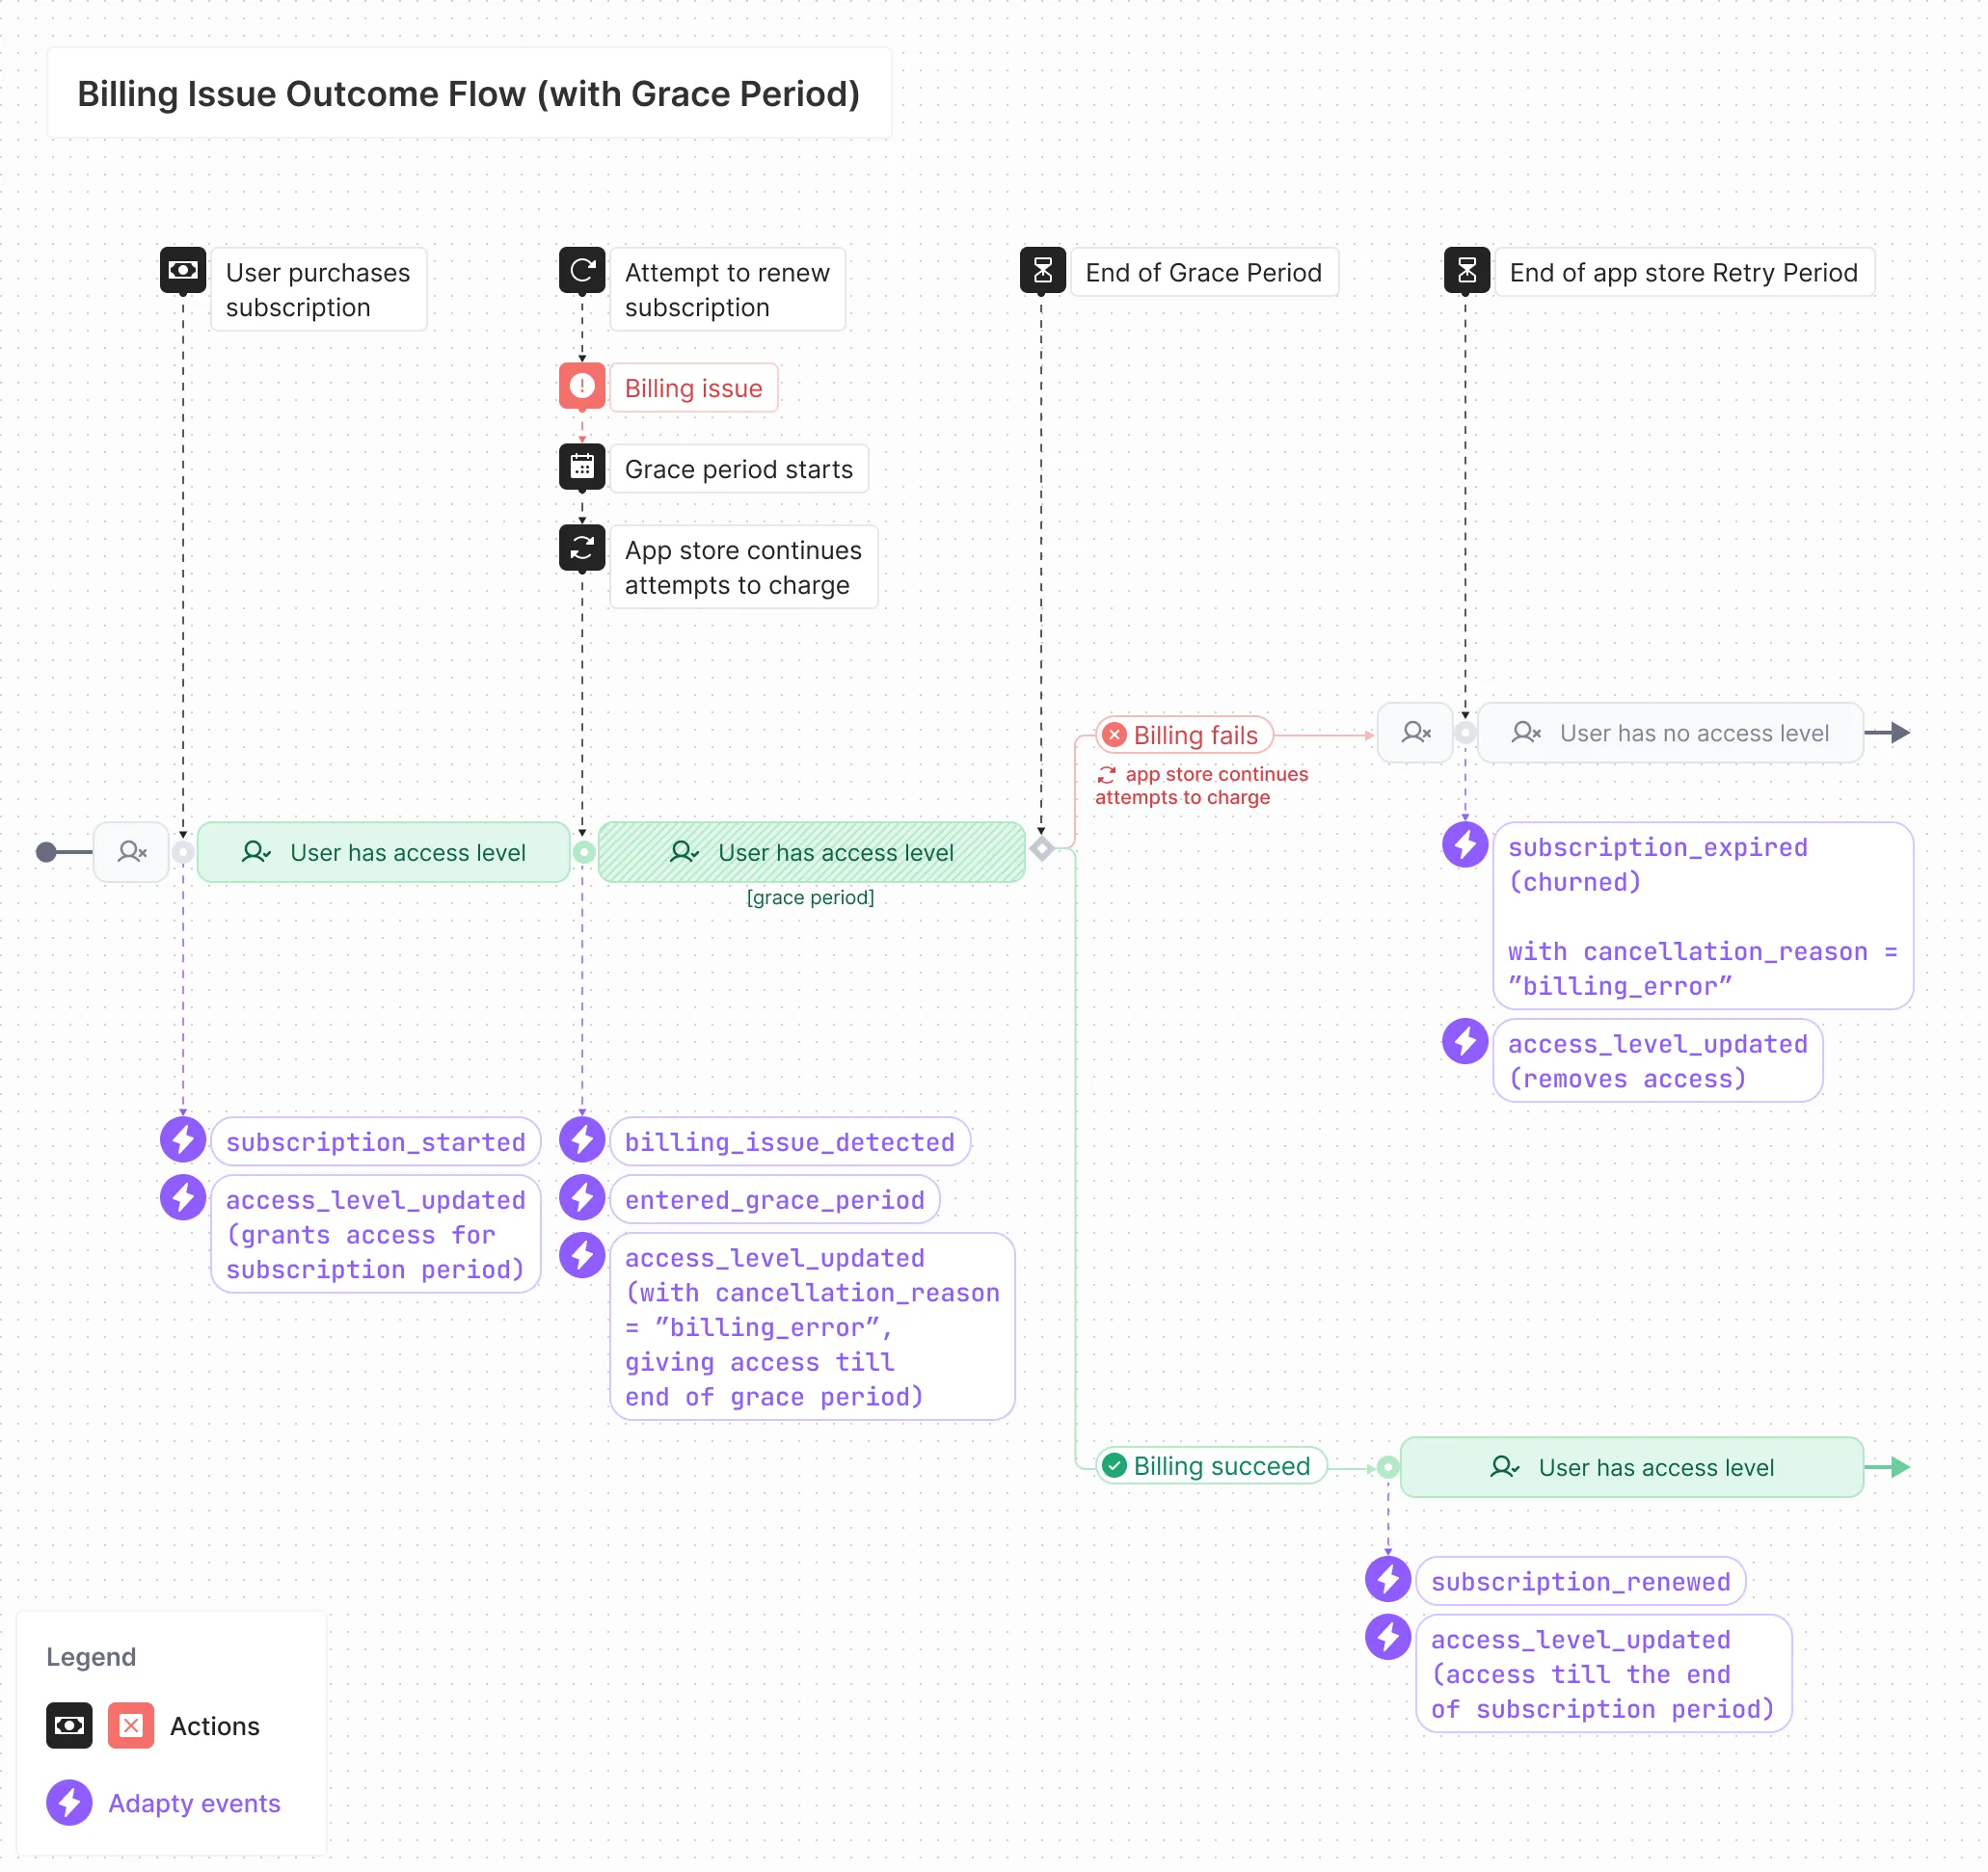 Billing Issue Outcome Flow (with Grace Period)
User purchases
subscription
Attempt to renew
subscription
End of Grace Period
End of app store Retry Period
Billing issue
Grace period starts
App store continues
attempts to charge
Billing fails
app store continues
attempts to charge
User has no access level
User has access level
User has access level
[grace period]
subscription_expired
(churned)
with cancellation_reason =
”billing_error”
access_level_updated
(removes access)
subscription_started
access_level_updated
(grants access for
subscription period)
billing_issue_detected
entered_grace_period
access_level_updated
(with cancellation_reason
= ”billing_error”,
giving access till
end of grace period)
Billing succeed
User has access level
subscription_renewed
access_level_updated
(access till the end
of subscription period)
Legend
Actions
Adapty events